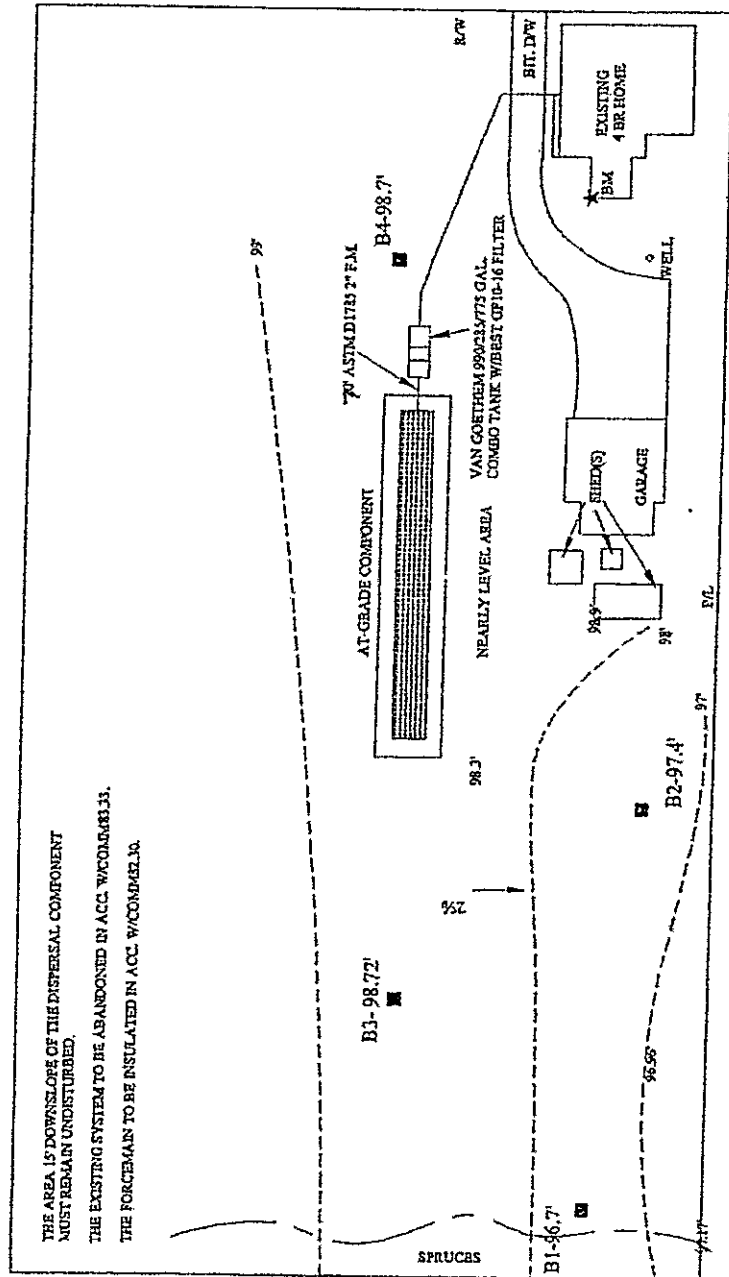 THE AREA 15' DOWNSLOPE OF THE DISPERSAL COMPONENT
MUST REMAIN UNDISTURBED.
THE EXISTING SYSTEM TO BE ABANDONED IN ACC. W/COMM83.33.
THE FORCEMAIN TO BE INSULATED IN ACC. W/COMM82.30.
99'
R/W
BIT. D/W
EXISTING
4 BR HOME
BM
B4-98.7'
70' ASTM D1785 2" F.M.
VAN GOETHEM 990/285/775 GAL.
COMBO TANK W/BEST GF10-16 FILTER
WELL
AT-GRADE COMPONENT
NEARLY LEVEL AREA
SHED(S)
GARAGE
98.9'
98'
P/L
98.3'
97'
B2-97.4'
2%
B3- 98.72'
96.96'
SPRUCES
B1-96.7'